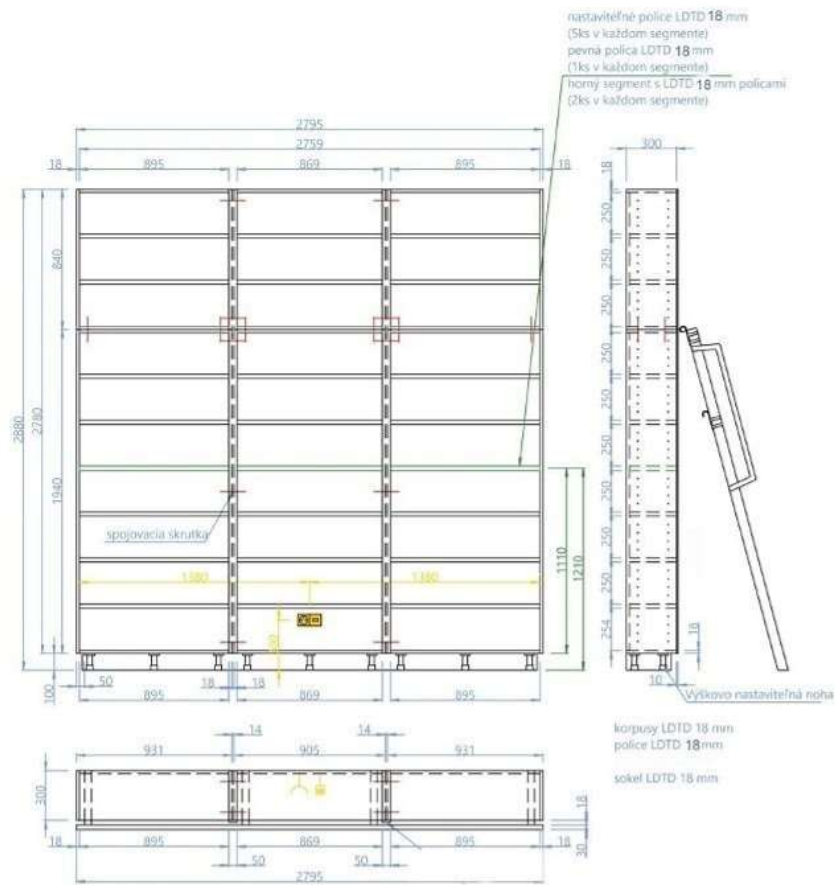 nastaviteľné police LDTD 18 mm
(5ks v každom segmente)
pevná polica LDTD 18 mm
(1ks v každom segmente)
horný segment s LDTD 18 mm policami
(2ks v každom segmente)
2795
2759
18 895 869 895 18
300
18
250
250
250
250
250
250
250
250
250
254
840
1940
2780
2880
100
spojovacia skrutka
1380 1380
1110
1210
18
10
Výškovo nastaviteľná noha
50 18 18
895 869 895
korpusy LDTD 18 mm
police LDTD 18mm
sokel LDTD 18 mm
14 14
931 905 931
300
18
30
18 895 869 895 18
50 50
2795